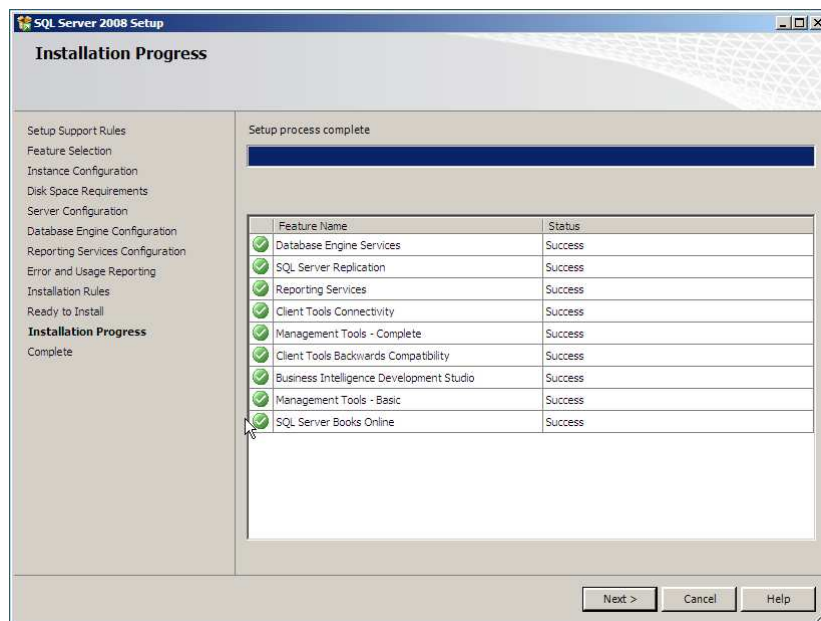 SQL Server 2008 Setup
Installation Progress
Setup Support Rules
Feature Selection
Instance Configuration
Disk Space Requirements
Server Configuration
Database Engine Configuration
Reporting Services Configuration
Error and Usage Reporting
Installation Rules
Ready to Install
Installation Progress
Complete
Setup process complete
Feature Name Status
Database Engine Services Success
SQL Server Replication Success
Reporting Services Success
Client Tools Connectivity Success
Management Tools - Complete Success
Client Tools Backwards Compatibility Success
Business Intelligence Development Studio Success
Management Tools - Basic Success
SQL Server Books Online Success
Next > Cancel Help